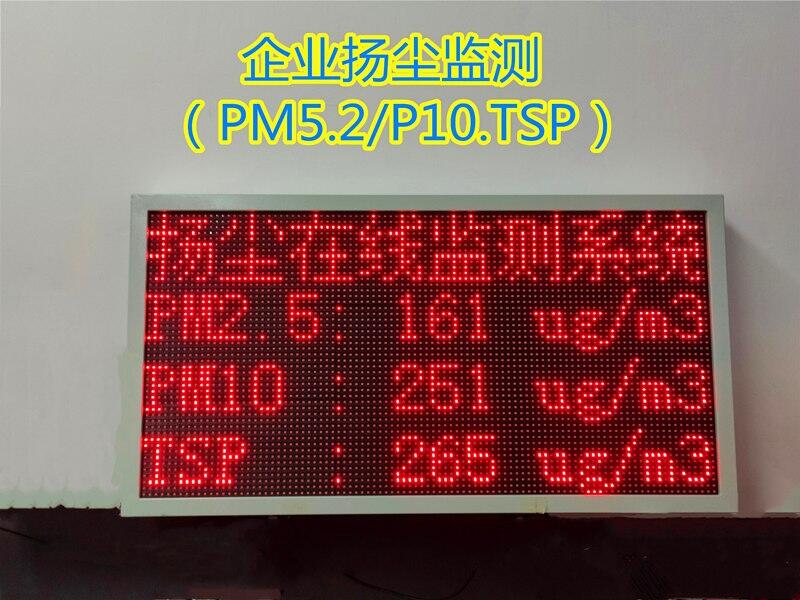 企业扬尘监测
（PM5.2/P10.TSP）
扬尘在线监测系统
PM2.5: 161 ug/m3
PM10 : 251 ug/m3
TSP : 265 ug/m3